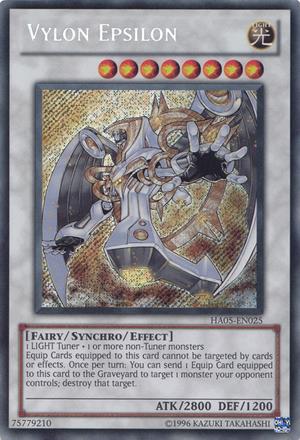 VYLON EPSILON
LIGHT
光
HA05-EN025
[FAIRY/SYNCHRO/EFFECT]
1 LIGHT Tuner + 1 or more non-Tuner monsters
Equip Cards equipped to this card cannot be targeted by cards
or effects. Once per turn: You can send 1 Equip Card equipped
to this card to the Graveyard to target 1 monster your opponent
controls; destroy that target.
ATK/2800 DEF/1200
75779210
©1996 KAZUKI TAKAHASHI